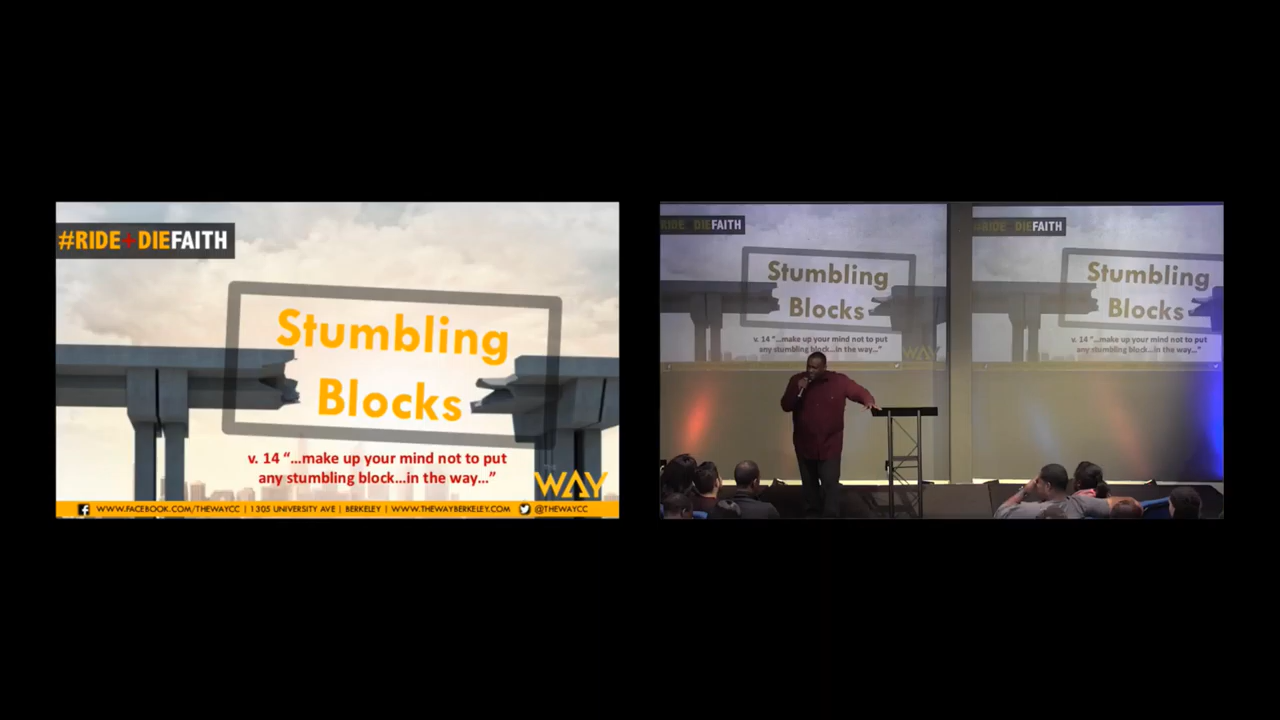 #RIDE+DIEFAITH
Stumbling
Blocks
v. 14 “...make up your mind not to put
any stumbling block...in the way...”
WAY
WWW.FACEBOOK.COM/THEWAYCC | 1305 UNIVERSITY AVE | BERKELEY | WWW.THEWAYBERKELEY.COM @THEWAYCC
RIDE DIEFAITH
Stumbling
Blocks
v. 14 “...make up your mind not to put
any stumbling block...in the way...”
WAY
RIDE DIEFAITH
Stumbling
Blocks
v. 14 “...make up your mind not to put
any stumbling block...in the way...”